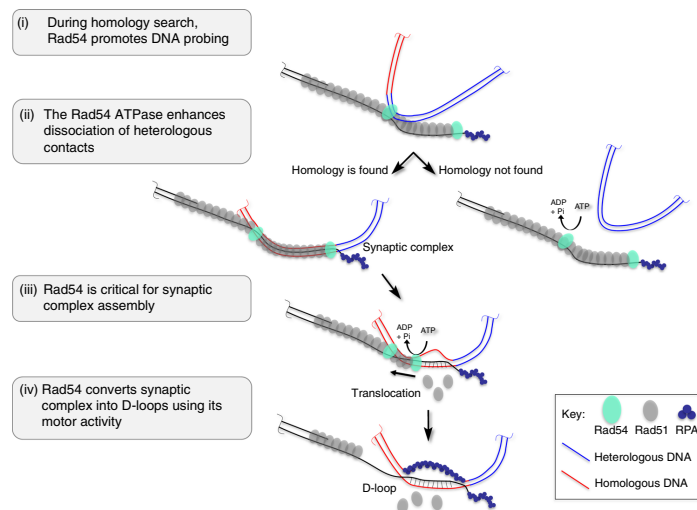 (i) During homology search,
Rad54 promotes DNA probing
(ii) The Rad54 ATPase enhances
dissociation of heterologous
contacts
Homology is found
Homology not found
ADP
+ Pi
ATP
Synaptic complex
(iii) Rad54 is critical for synaptic
complex assembly
ADP
+ Pi
ATP
(iv) Rad54 converts synaptic
complex into D-loops using its
motor activity
Translocation
D-loop
Key:
Rad54 Rad51 RPA
Heterologous DNA
Homologous DNA